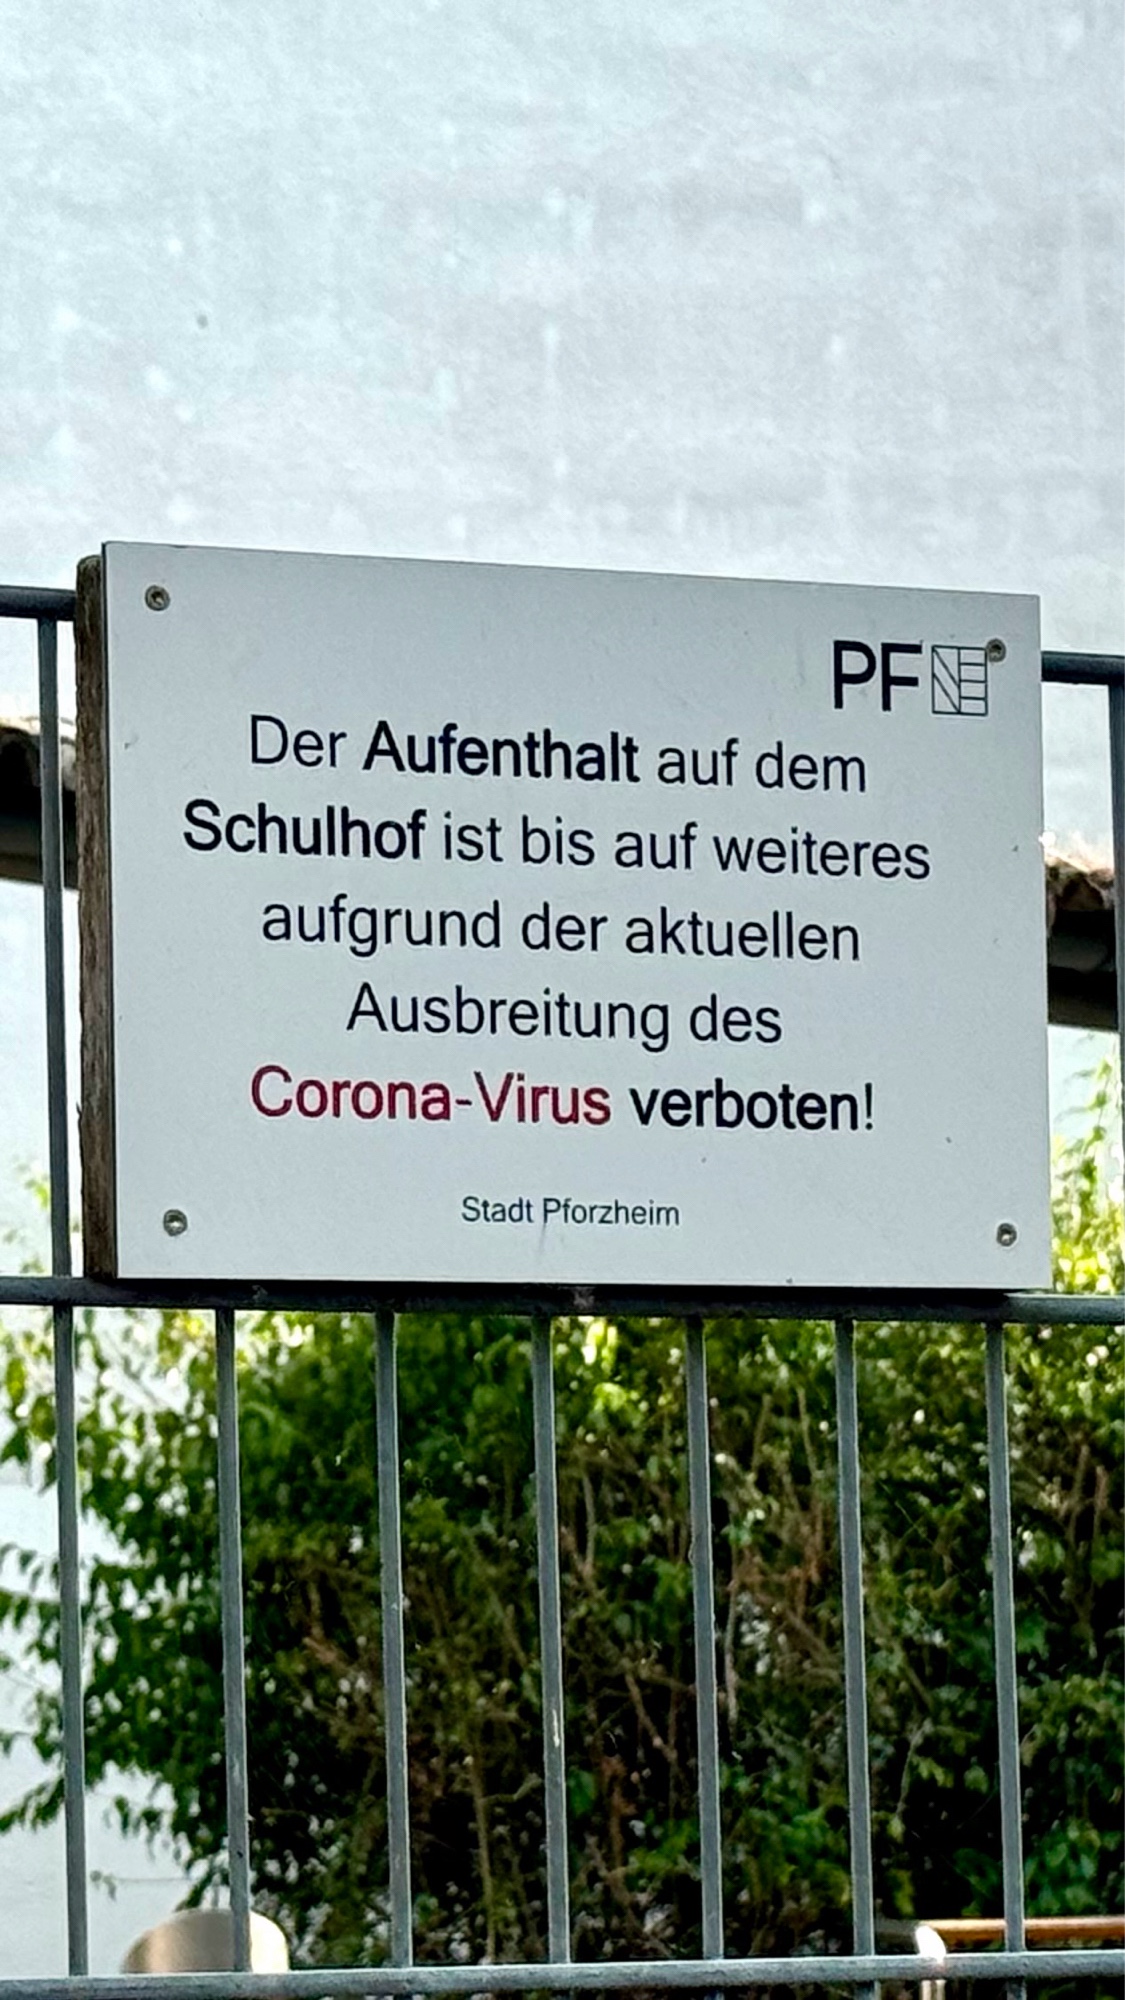 PF
Der Aufenthalt auf dem
Schulhof ist bis auf weiteres
aufgrund der aktuellen
Ausbreitung des
Corona-Virus verboten!
Stadt Pforzheim